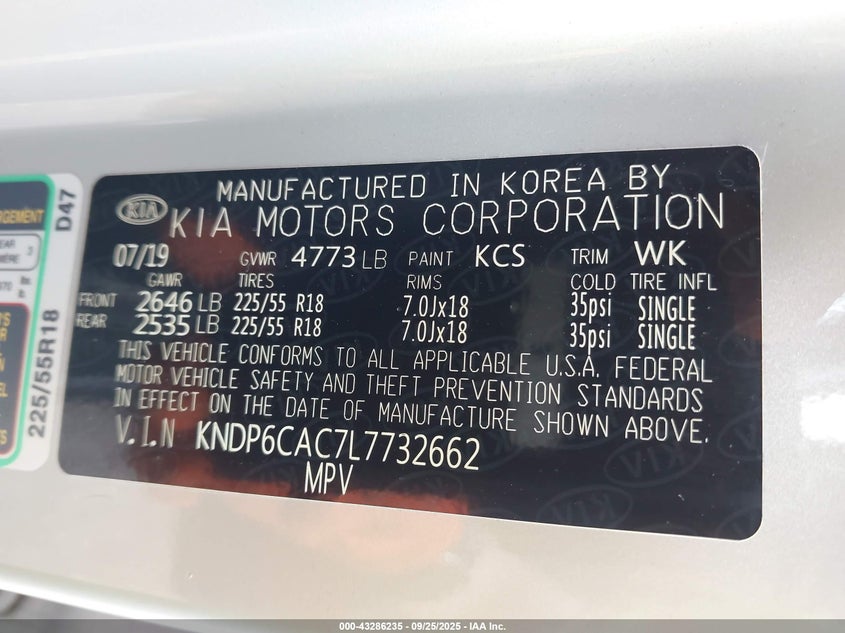 MANUFACTURED IN KOREA BY
KIA KIA MOTORS CORPORATION
07/19 GVWR 4773 LB PAINT KCS TRIM WK
GAWR TIRES RIMS COLD TIRE INFL
FRONT 2646 LB 225/55 R18 7.0Jx18 35psi SINGLE
REAR 2535 LB 225/55 R18 7.0Jx18 35psi SINGLE
THIS VEHICLE CONFORMS TO ALL APPLICABLE U.S.A. FEDERAL
MOTOR VEHICLE SAFETY AND THEFT PREVENTION STANDARDS
IN EFFECT ON THE DATE OF MANUFACTURE SHOWN ABOVE.
V.I.N KNDP6CAC7L7732662
MPV
225/55R18 D47
3
000-43286235 - 09/25/2025 - IAA Inc.